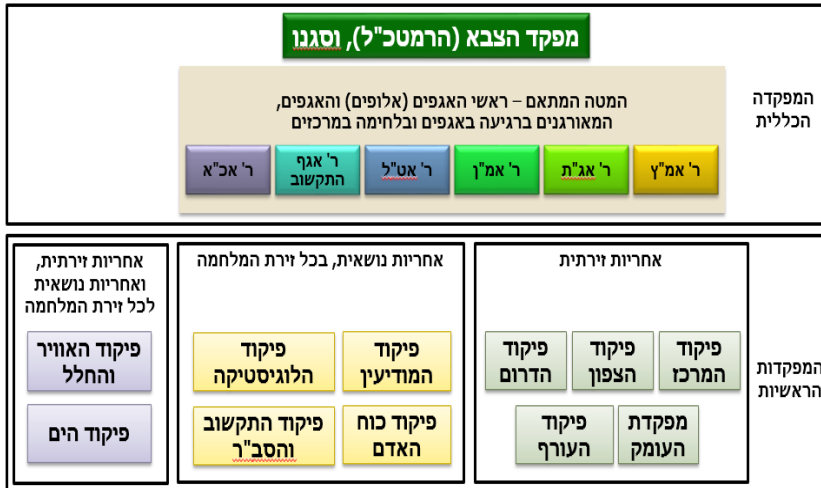 מפקד הצבא (הרמטכ"ל), וסגנו
המפקדה
הכללית
המטה המתאם – ראשי האגפים (אלופים) והאגפים,
המאורגנים ברגיעה באגפים ובלחימה במרכזים
ר' אמ"ץ
ר' אג"ת
ר' אמ"ן
ר' אט"ל
ר' אגף
התקשוב
ר' אכ"א
המפקדות
הראשיות
אחריות זירתית
פיקוד
המרכז
פיקוד
הצפון
פיקוד
הדרום
מפקדת
העומק
פיקוד
העורף
אחריות נושאית, בכל זירת המלחמה
פיקוד
המודיעין
פיקוד
הלוגיסטיקה
פיקוד כוח
האדם
פיקוד התקשוב
והסב"ר
אחריות זירתית,
ואחריות נושאית
לכל זירת המלחמה
פיקוד האוויר
והחלל
פיקוד הים